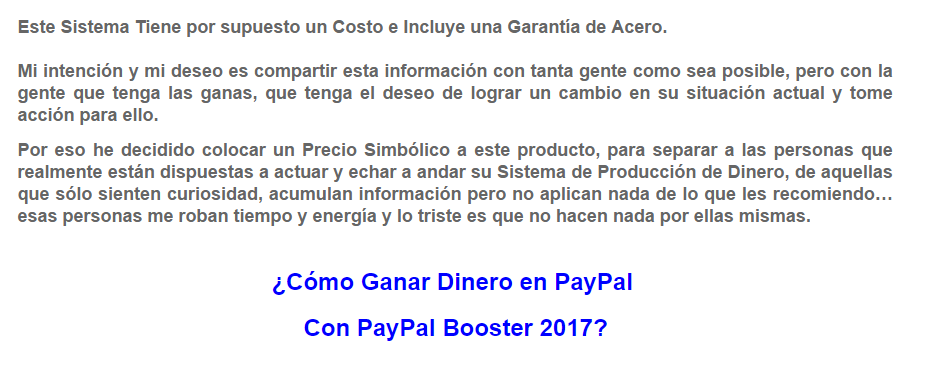 Este Sistema Tiene por supuesto un Costo e Incluye una Garantía de Acero.
Mi intención y mi deseo es compartir esta información con tanta gente como sea posible, pero con la
gente que tenga las ganas, que tenga el deseo de lograr un cambio en su situación actual y tome
acción para ello.
Por eso he decidido colocar un Precio Simbólico a este producto, para separar a las personas que
realmente están dispuestas a actuar y echar a andar su Sistema de Producción de Dinero, de aquellas
que sólo sienten curiosidad, acumulan información pero no aplican nada de lo que les recomiendo…
esas personas me roban tiempo y energía y lo triste es que no hacen nada por ellas mismas.
¿Cómo Ganar Dinero en PayPal
Con PayPal Booster 2017?